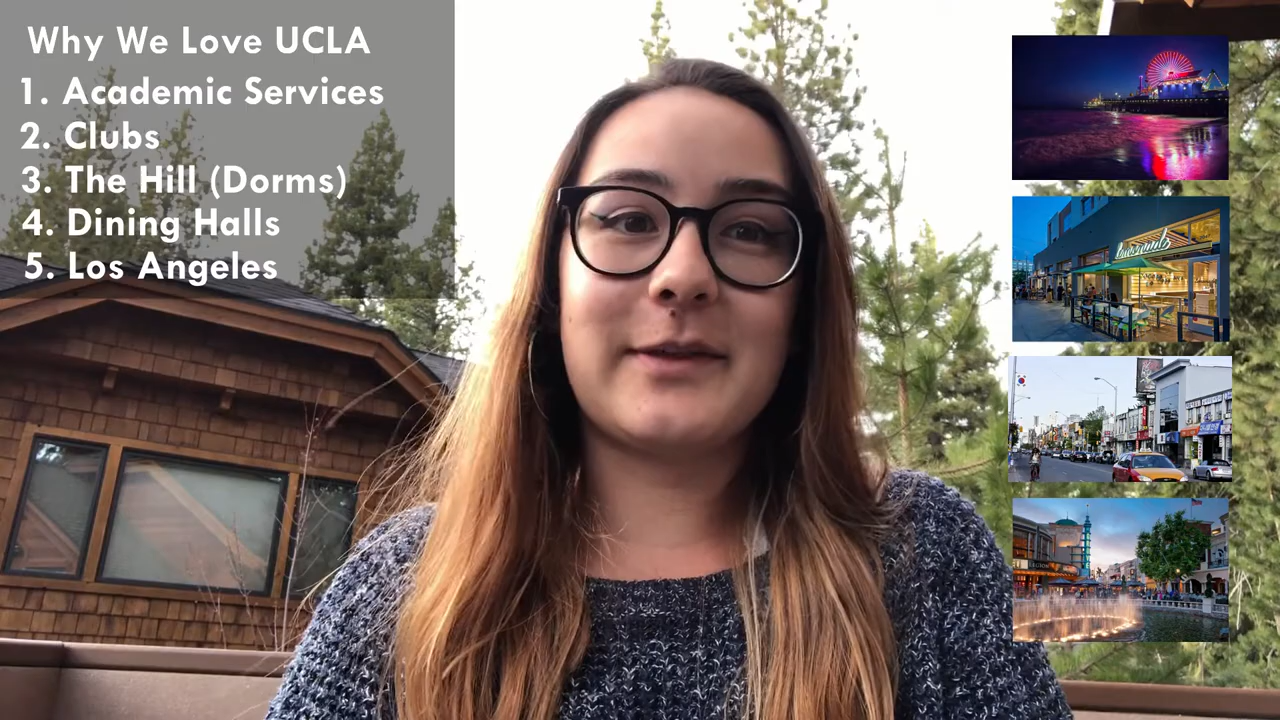 Why We Love UCLA
1. Academic Services
2. Clubs
3. The Hill (Dorms)
4. Dining Halls
5. Los Angeles